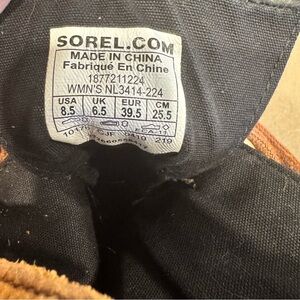 SOREL.COM
MADE IN CHINA
Fabriqué En Chine
1877211224
WMN'S NL3414-224
USA UK EUR CM
8.5 6.5 39.5 25.5